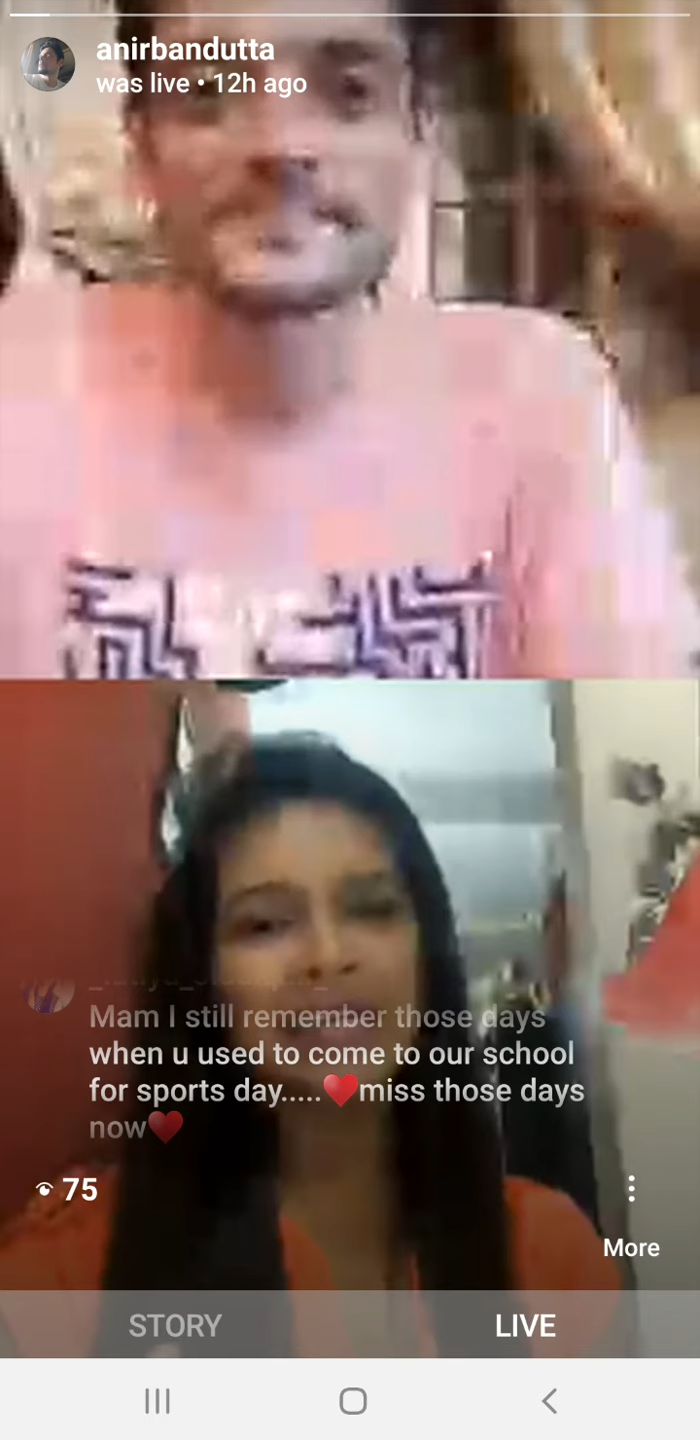 anirbandutta
was live • 12h ago
Mam I still remember those days
when u used to come to our school
for sports day.....❤️miss those days
now❤️
75
More
STORY
LIVE